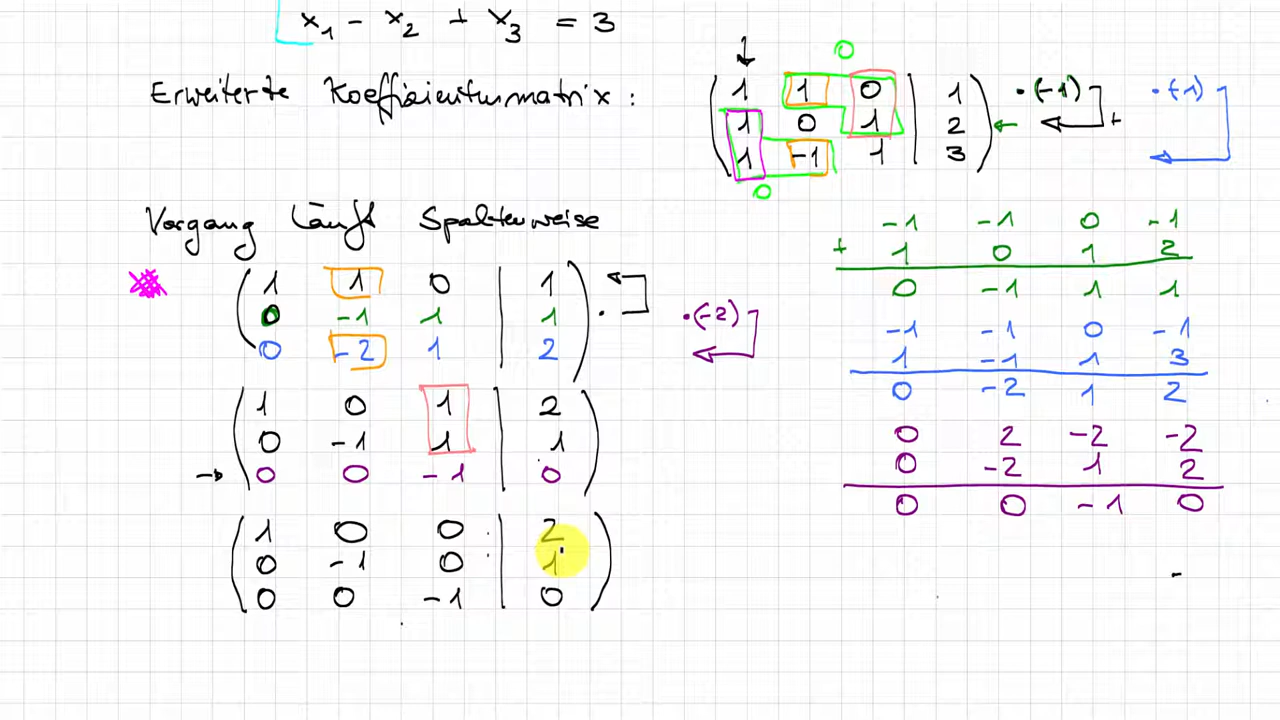 x₁ - x₂ + x₃ = 3
Erweiterte Koeffizientenmatrix :
0
1 1 0 | 1 ·(-1) ·(-1)
1 0 1 | 2 ← +
1 -1 1 | 3
0
Vorgang läuft Spaltenweise
1 1 0 | 1
0 -1 1 | 1 · ·(-2)
0 -2 1 | 2
1 0 1 | 2
0 -1 1 | 1
→ 0 0 -1 | 0
1 0 0 | 2
0 -1 0 | 1
0 0 -1 | 0
-1 -1 0 -1
+ 1 0 1 2
0 -1 1 1
-1 -1 0 -1
1 -1 1 3
0 -2 1 2
0 2 -2 -2
0 -2 1 2
0 0 -1 0
-